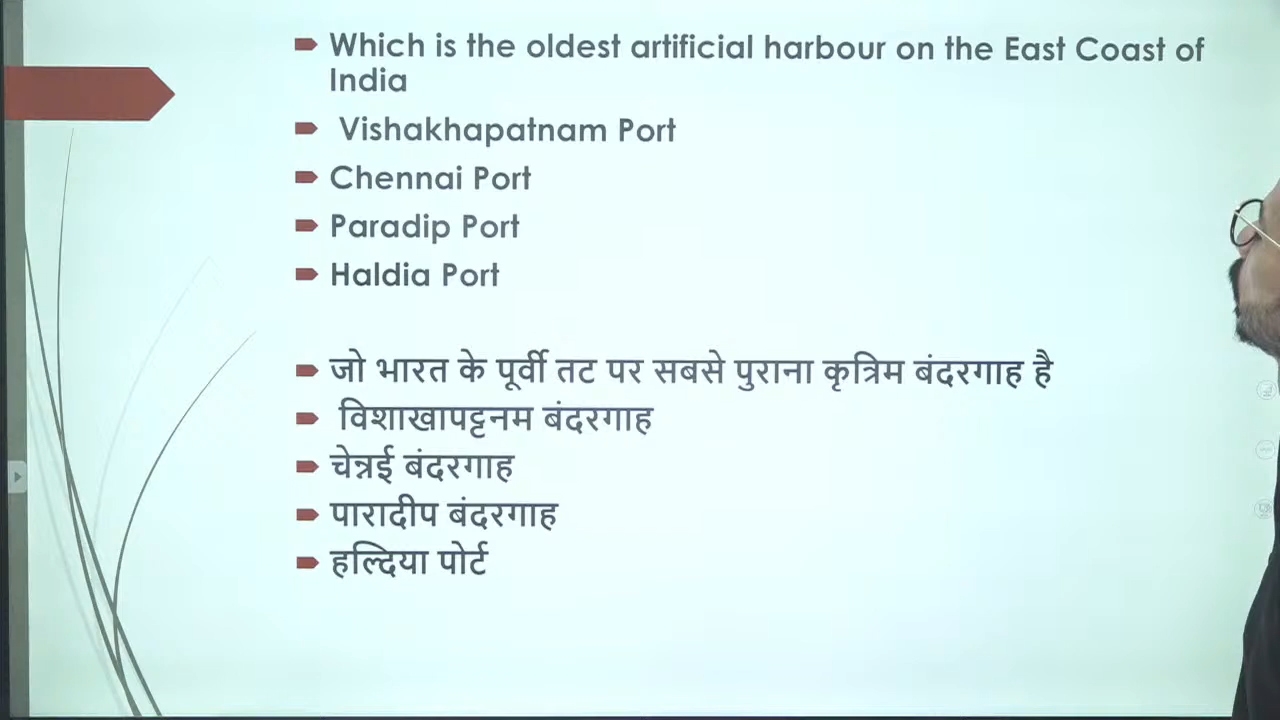 Which is the oldest artificial harbour on the East Coast of
India
Vishakhapatnam Port
Chennai Port
Paradip Port
Haldia Port
जो भारत के पूर्वी तट पर सबसे पुराना कृत्रिम बंदरगाह है
विशाखापट्टनम बंदरगाह
चेन्नई बंदरगाह
पारादीप बंदरगाह
हल्दिया पोर्ट